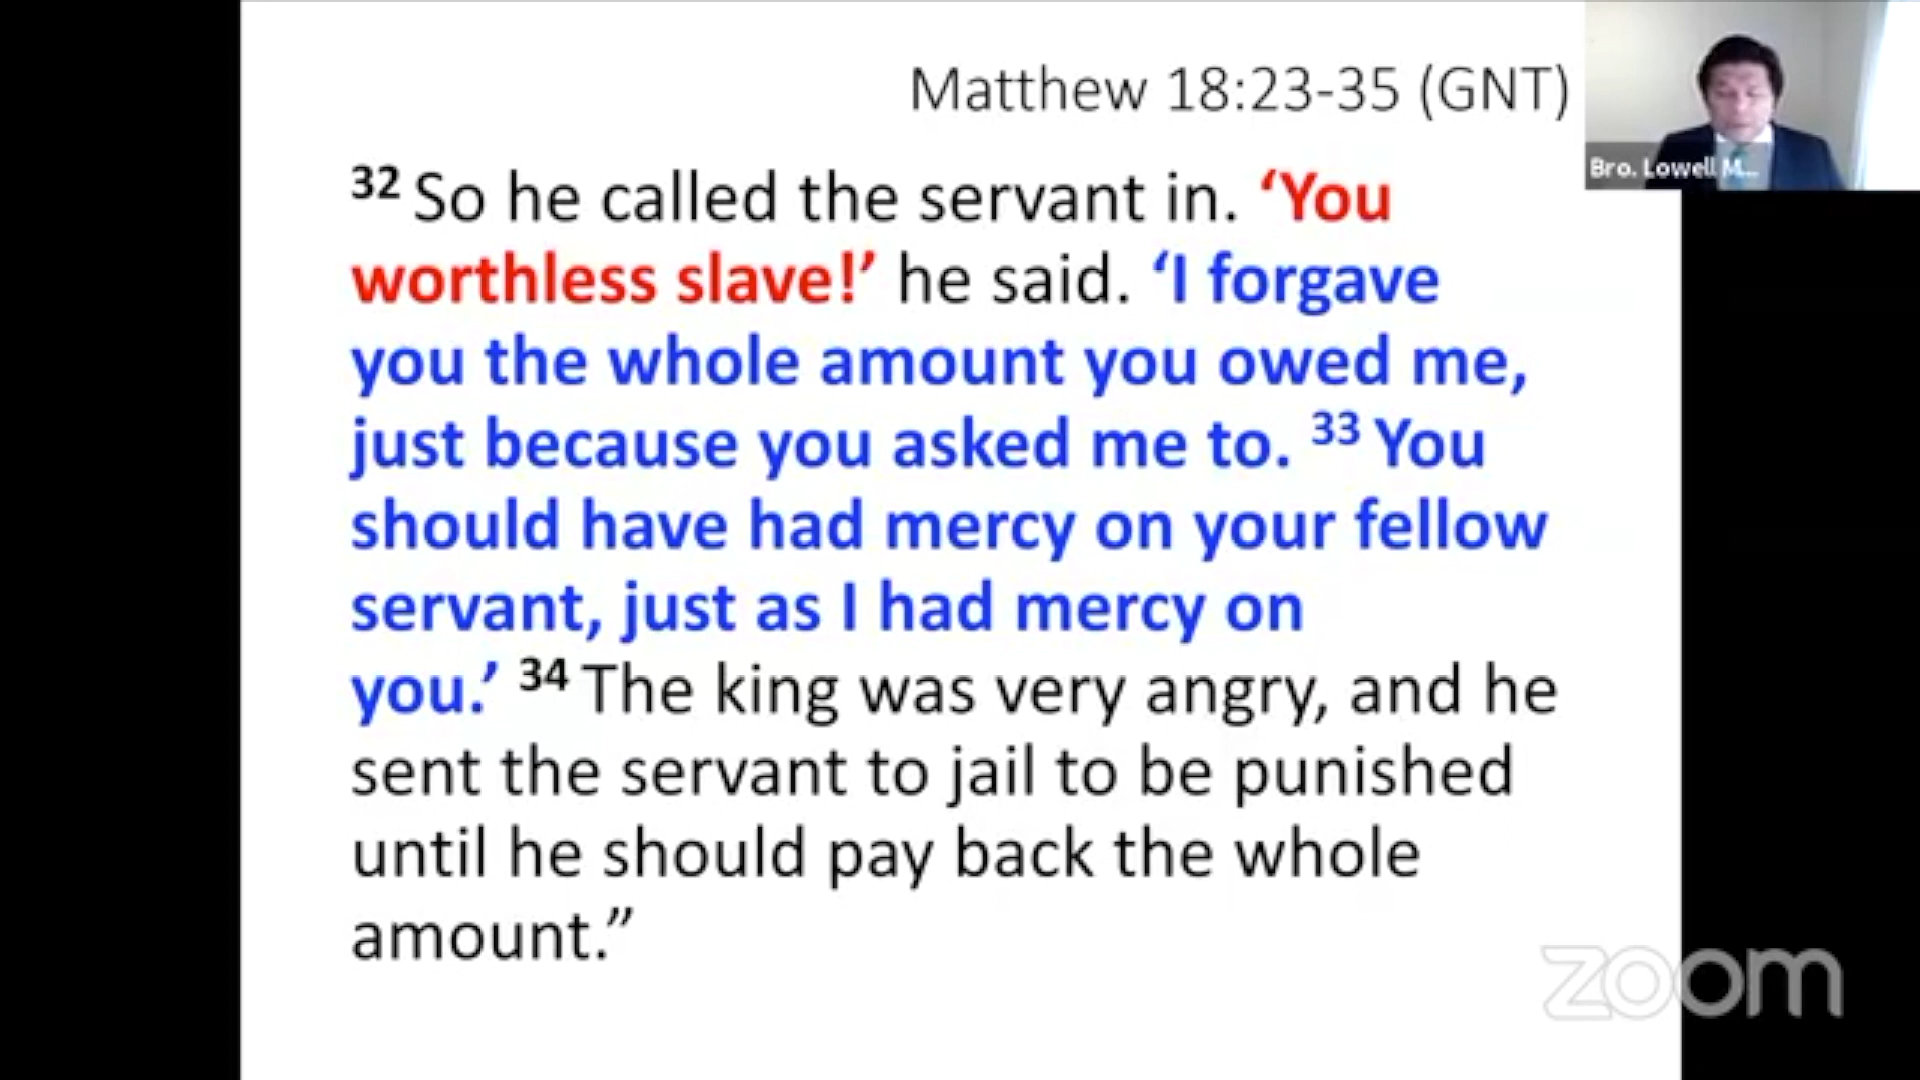 Matthew 18:23-35 (GNT)
Bro. Lowell M...
32 So he called the servant in. ‘You
worthless slave!’ he said. ‘I forgave
you the whole amount you owed me,
just because you asked me to. 33 You
should have had mercy on your fellow
servant, just as I had mercy on
you.’ 34 The king was very angry, and he
sent the servant to jail to be punished
until he should pay back the whole
amount.”
zoom